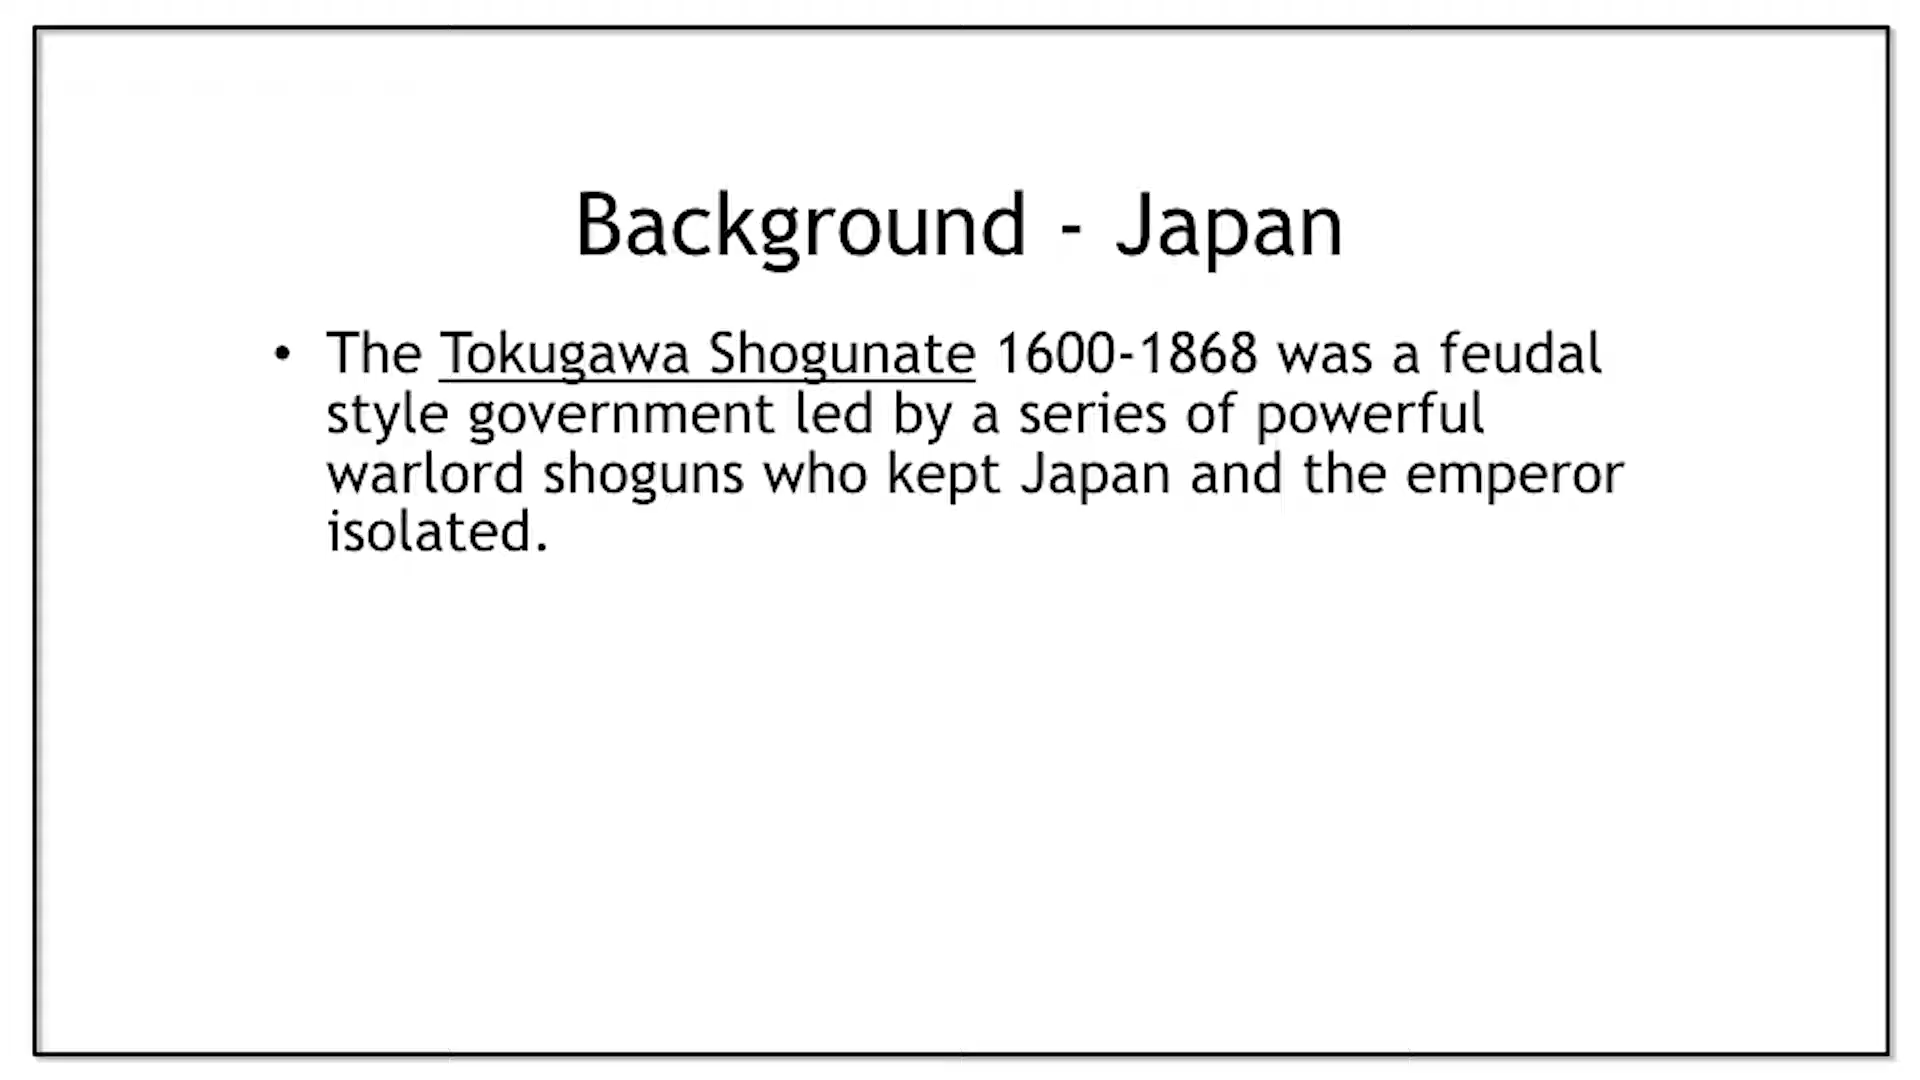 Background - Japan
• The Tokugawa Shogunate 1600-1868 was a feudal
style government led by a series of powerful
warlord shoguns who kept Japan and the emperor
isolated.